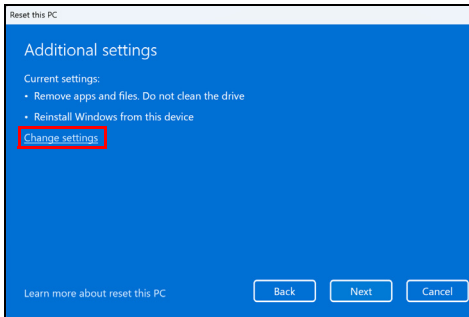 Reset this PC
Additional settings
Current settings:
• Remove apps and files. Do not clean the drive
• Reinstall Windows from this device
Change settings
Learn more about reset this PC
Back
Next
Cancel